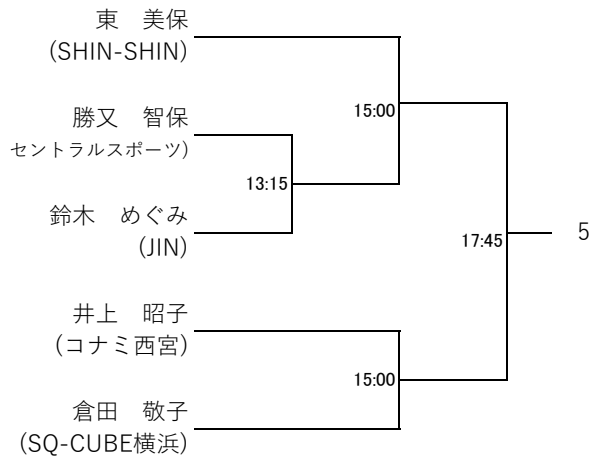 東　美保
(SHIN-SHIN)
15:00
勝又　智保
セントラルスポーツ)
13:15
鈴木　めぐみ
(JIN)
17:45
5
井上　昭子
(コナミ西宮)
15:00
倉田　敬子
(SQ-CUBE横浜)